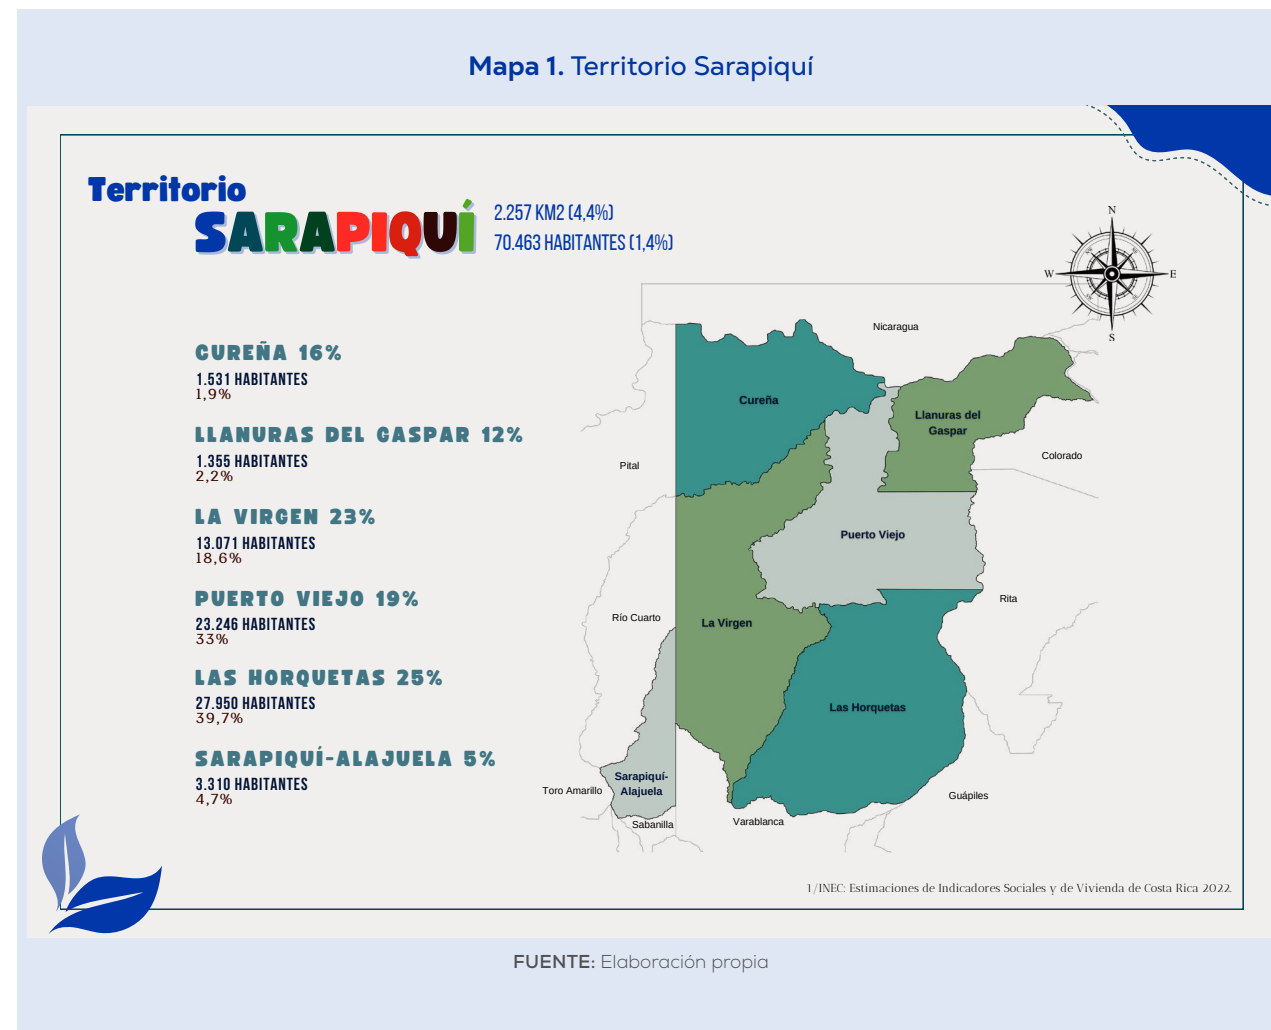 Mapa 1. Territorio Sarapiquí
Territorio
SARAPIQUÍ
2.257 KM2 (4,4%)
70.463 HABITANTES (1,4%)
CUREÑA 16%
1.531 HABITANTES
1,9%
LLANURAS DEL GASPAR 12%
1.355 HABITANTES
2,2%
LA VIRGEN 23%
13.071 HABITANTES
18,6%
PUERTO VIEJO 19%
23.246 HABITANTES
33%
LAS HORQUETAS 25%
27.950 HABITANTES
39,7%
SARAPIQUÍ-ALAJUELA 5%
3.310 HABITANTES
4,7%
N
W
E
S
Nicaragua
Cureña
Llanuras del
Gaspar
Colorado
Pital
Puerto Viejo
Rita
Río Cuarto
La Virgen
Las Horquetas
Sarapiquí-
Alajuela
Toro Amarillo
Guápiles
Sabanilla
Varablanca
1/INEC: Estimaciones de Indicadores Sociales y de Vivienda de Costa Rica 2022.
FUENTE: Elaboración propia